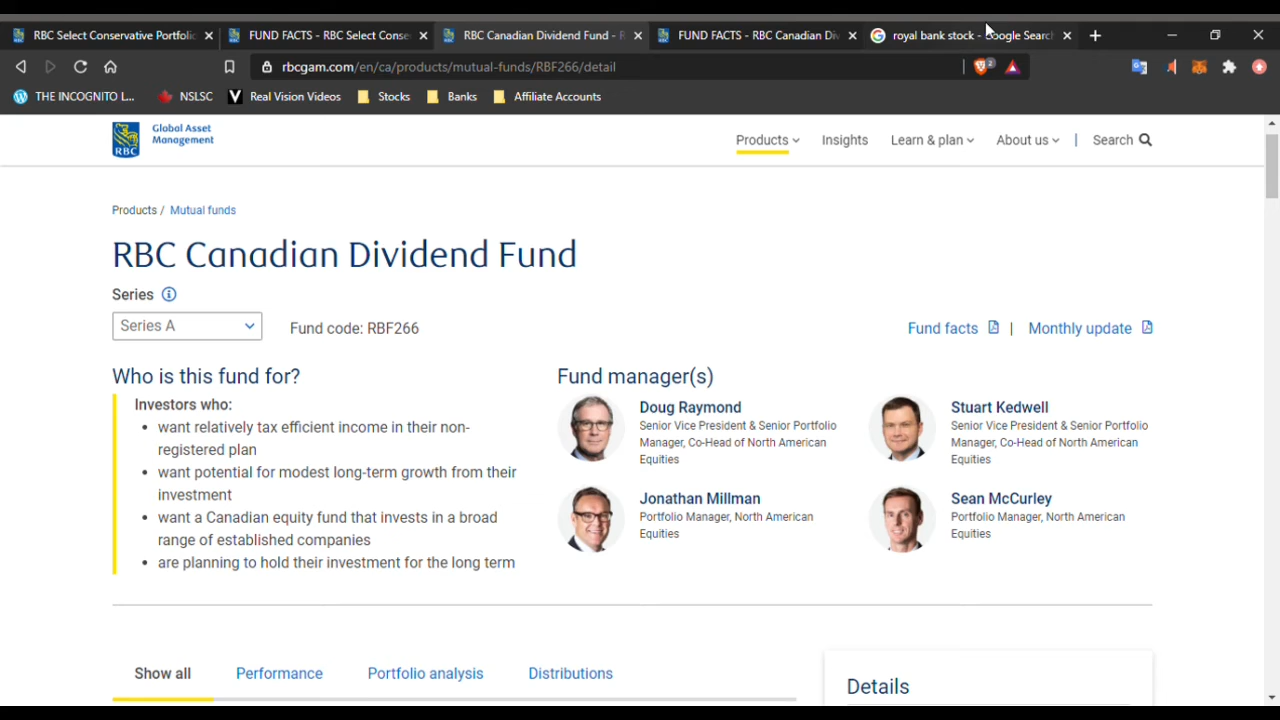 RBC Select Conservative Portfolio
FUND FACTS - RBC Select Conse
RBC Canadian Dividend Fund - R
FUND FACTS - RBC Canadian Div
royal bank stock - Google Search
rbcgam.com/en/ca/products/mutual-funds/RBF266/detail
2
THE INCOGNITO L...
NSLSC
V Real Vision Videos
Stocks
Banks
Affiliate Accounts
RBC
Global Asset
Management
Products
Insights
Learn & plan
About us
|
Search
Products / Mutual funds
RBC Canadian Dividend Fund
Series
Series A
Fund code: RBF266
Fund facts | Monthly update
Who is this fund for?
Investors who:
• want relatively tax efficient income in their non-
registered plan
• want potential for modest long-term growth from their
investment
• want a Canadian equity fund that invests in a broad
range of established companies
• are planning to hold their investment for the long term
Fund manager(s)
Doug Raymond
Senior Vice President & Senior Portfolio
Manager, Co-Head of North American
Equities
Stuart Kedwell
Senior Vice President & Senior Portfolio
Manager, Co-Head of North American
Equities
Jonathan Millman
Portfolio Manager, North American
Equities
Sean McCurley
Portfolio Manager, North American
Equities
Show all
Performance
Portfolio analysis
Distributions
Details